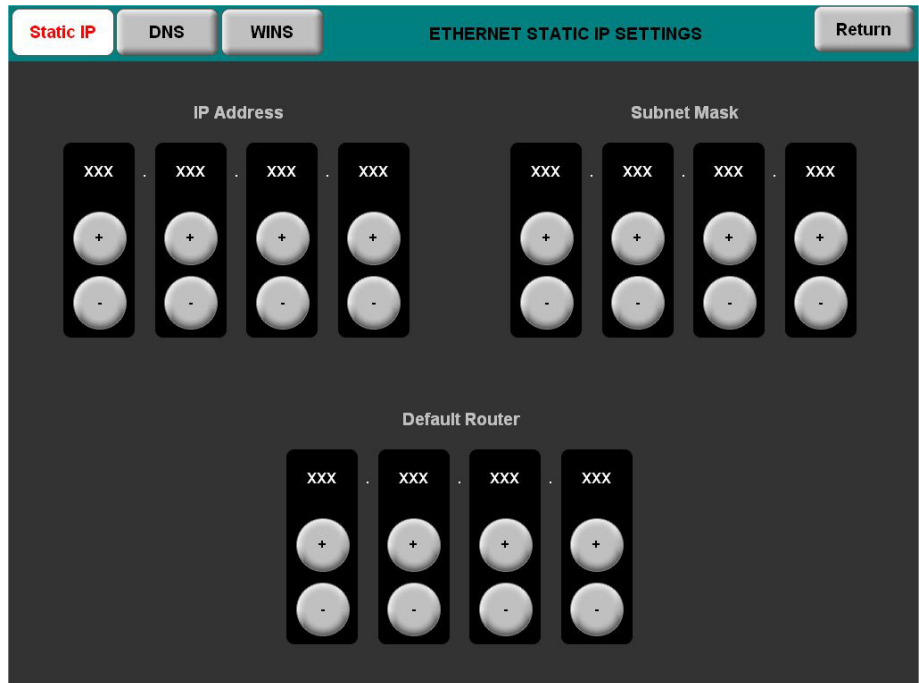 Static IP DNS WINS ETHERNET STATIC IP SETTINGS Return
IP Address Subnet Mask
XXX . XXX . XXX . XXX XXX . XXX . XXX . XXX
+ + + + + + + +
- - - - - - - -
Default Router
XXX . XXX . XXX . XXX
+ + + +
- - - -